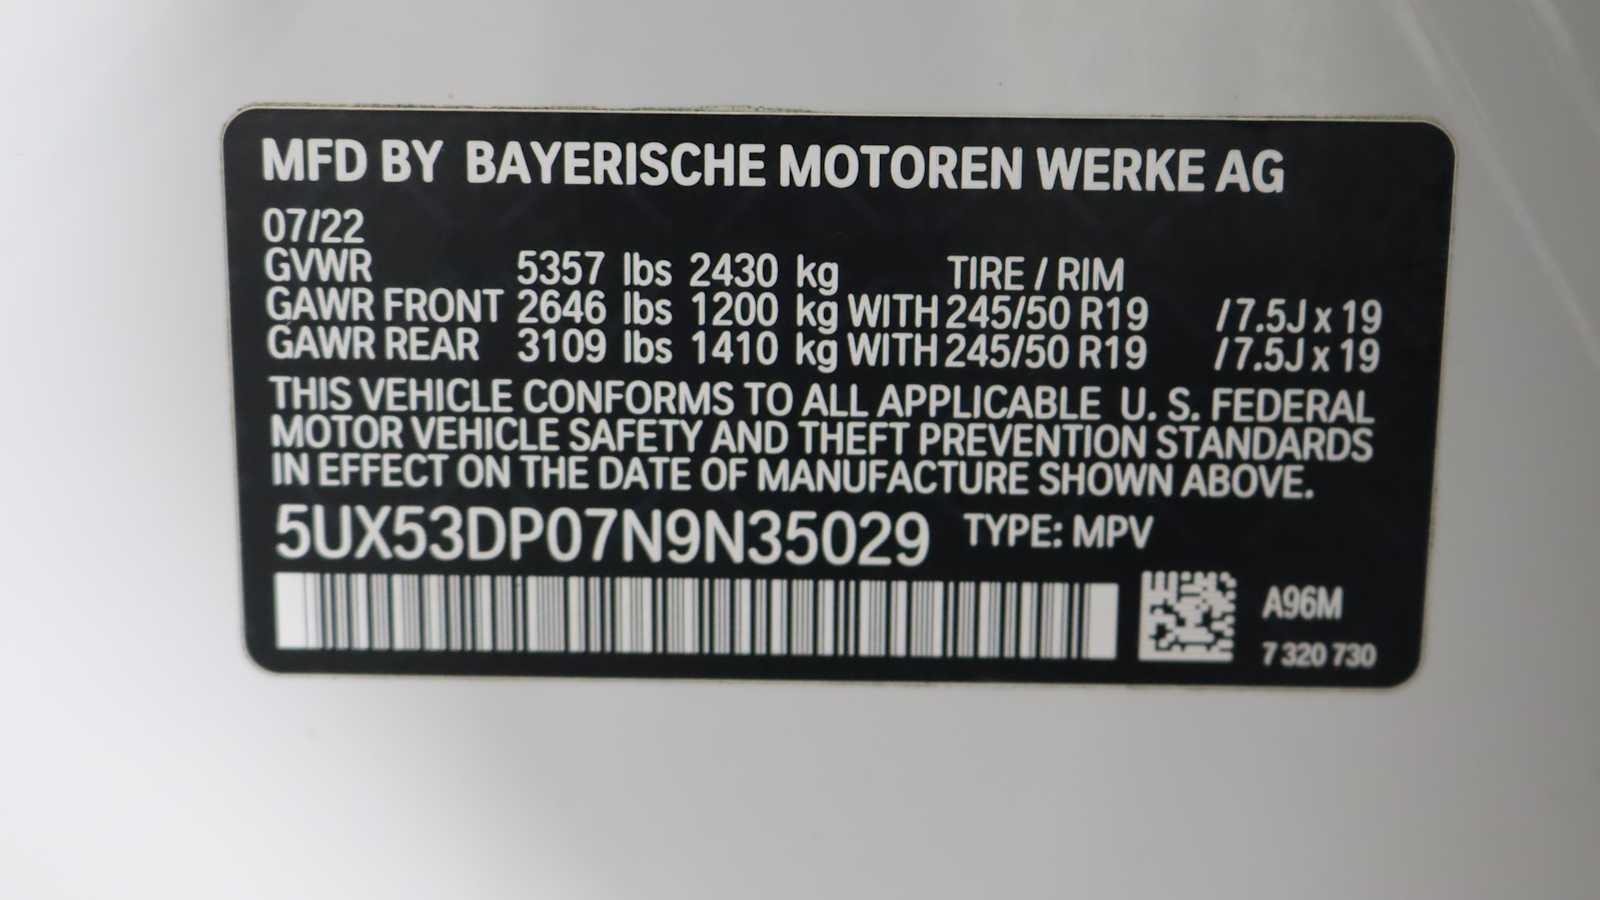 MFD BY BAYERISCHE MOTOREN WERKE AG
07/22
GVWR 5357 lbs 2430 kg TIRE / RIM
GAWR FRONT 2646 lbs 1200 kg WITH 245/50 R19 / 7.5J x 19
GAWR REAR 3109 lbs 1410 kg WITH 245/50 R19 / 7.5J x 19
THIS VEHICLE CONFORMS TO ALL APPLICABLE U. S. FEDERAL
MOTOR VEHICLE SAFETY AND THEFT PREVENTION STANDARDS
IN EFFECT ON THE DATE OF MANUFACTURE SHOWN ABOVE.
5UX53DP07N9N35029 TYPE: MPV
A96M
7 320 730